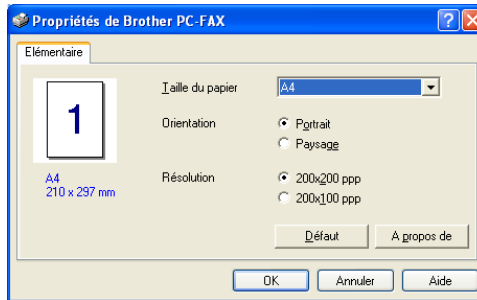 Propriétés de Brother PC-FAX
Elémentaire
1
A4
210 x 297 mm
Taille du papier
A4
Orientation
Portrait
Paysage
Résolution
200x200 ppp
200x100 ppp
Défaut
A propos de
OK
Annuler
Aide